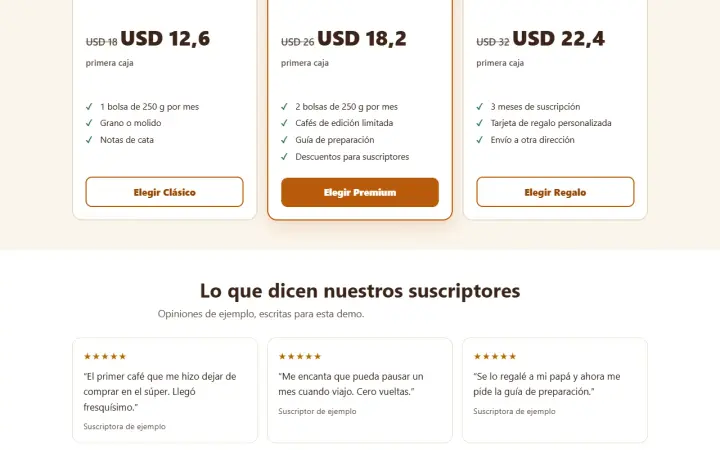 USD 18 USD 12,6
primera caja
✓ 1 bolsa de 250 g por mes
✓ Grano o molido
✓ Notas de cata
Elegir Clásico
USD 26 USD 18,2
primera caja
✓ 2 bolsas de 250 g por mes
✓ Cafés de edición limitada
✓ Guía de preparación
✓ Descuentos para suscriptores
Elegir Premium
USD 32 USD 22,4
primera caja
✓ 3 meses de suscripción
✓ Tarjeta de regalo personalizada
✓ Envío a otra dirección
Elegir Regalo
Lo que dicen nuestros suscriptores
Opiniones de ejemplo, escritas para esta demo.
★★★★★
“El primer café que me hizo dejar de
comprar en el súper. Llegó
fresquísimo.”
Suscriptora de ejemplo
★★★★★
“Me encanta que pueda pausar un
mes cuando viajo. Cero vueltas.”
Suscriptor de ejemplo
★★★★★
“Se lo regalé a mi papá y ahora me
pide la guía de preparación.”
Suscriptora de ejemplo